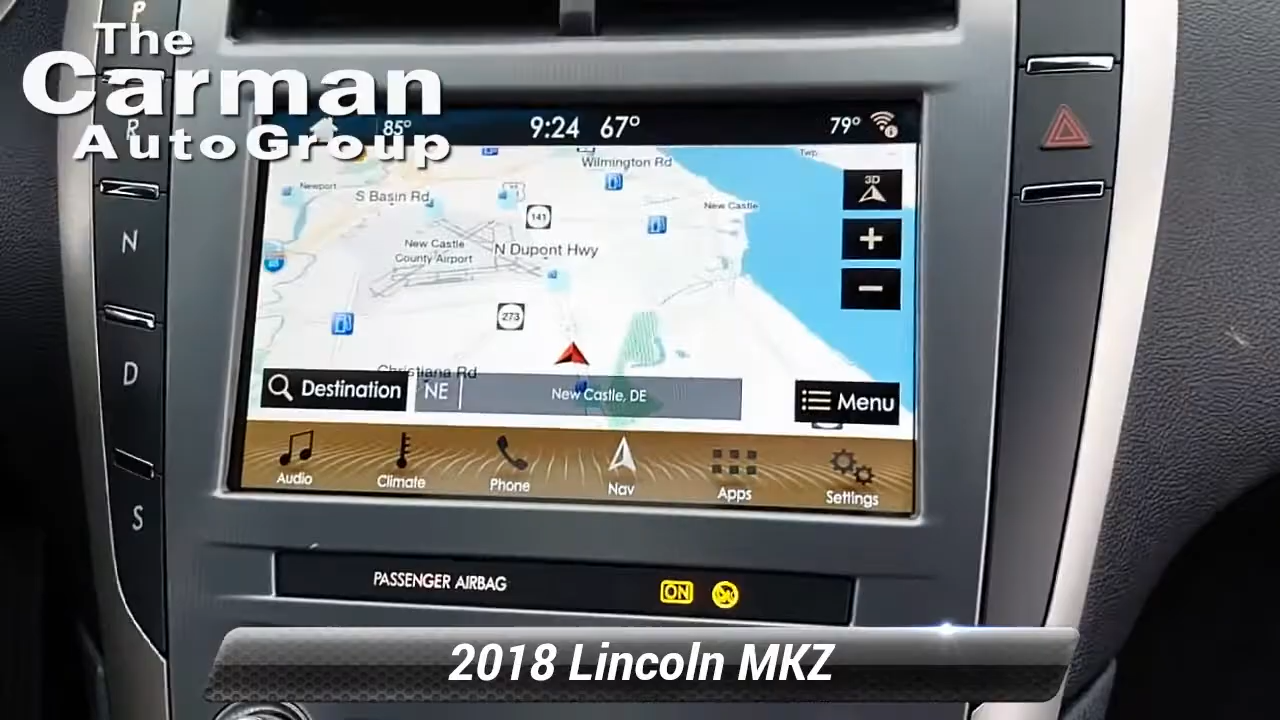 The
Carman
AutoGroup
P
R
N
D
S
85° 9:24 67° 79°
Wilmington Rd
Twp
Newport
S Basin Rd
New Castle
141
New Castle
County Airport
N Dupont Hwy
273
3D
+
−
Christiana Rd
Destination NE New Castle, DE Menu
Audio Climate Phone Nav Apps Settings
PASSENGER AIRBAG ON
2018 Lincoln MKZ